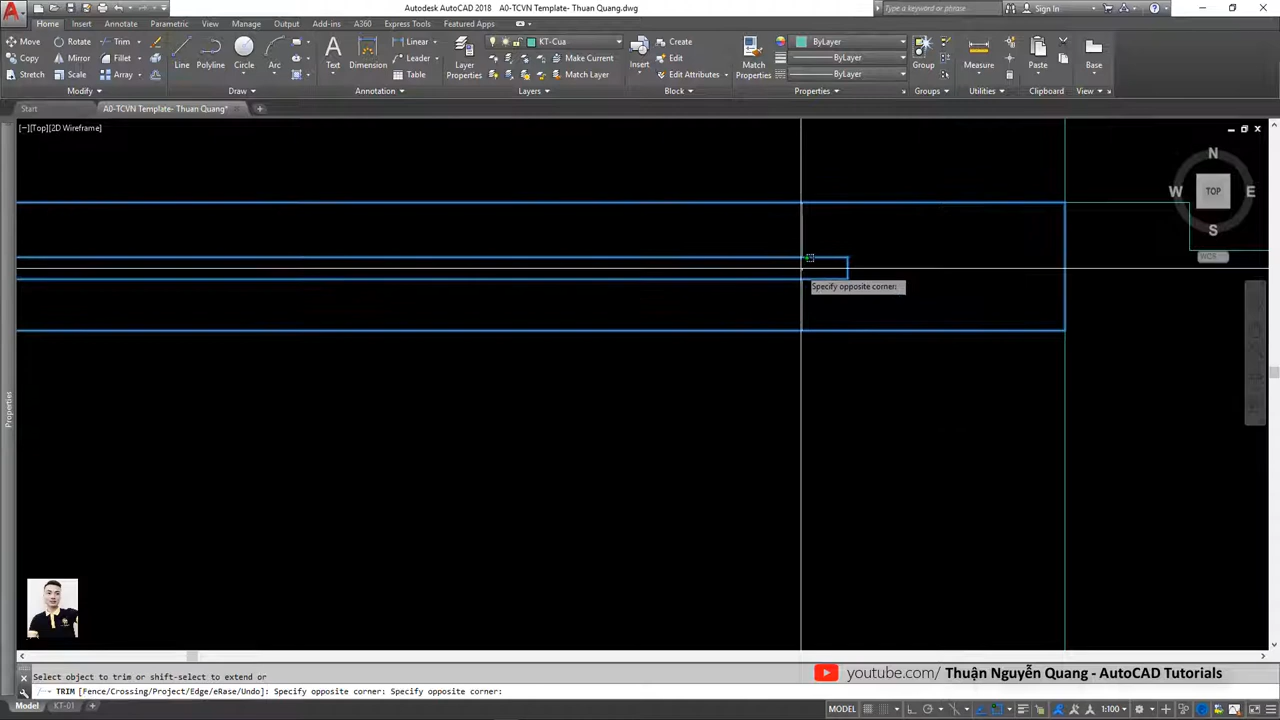 Autodesk AutoCAD 2018 A0-TCVN Template- Thuan Quang.dwg
Type a keyword or phrase
Sign In
Home Insert Annotate Parametric View Manage Output Add-ins A360 Express Tools Featured Apps
Move Rotate Trim
Copy Mirror Fillet
Stretch Scale Array
Line Polyline Circle Arc
Text Dimension
Linear
Leader
Table
Layer
Properties
KT-Cua
Make Current
Match Layer
Insert
Create
Edit
Edit Attributes
Match
Properties
ByLayer
ByLayer
ByLayer
Group
Measure
Paste
Base
Modify Draw Annotation Layers Block Properties Groups Utilities Clipboard View
Start A0-TCVN Template- Thuan Quang*
[−][Top][2D Wireframe]
N
W TOP E
S
WCS
Specify opposite corner:
Properties
Select object to trim or shift-select to extend or
TRIM [Fence/Crossing/Project/Edge/eRase/Undo]: Specify opposite corner: Specify opposite corner:
youtube.com/ Thuận Nguyễn Quang - AutoCAD Tutorials
Model KT-01
MODEL 1:100